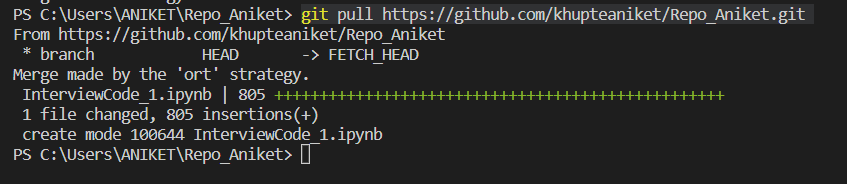 PS C:\Users\ANIKET\Repo_Aniket> git pull https://github.com/khupteaniket/Repo_Aniket.git
From https://github.com/khupteaniket/Repo_Aniket
 * branch            HEAD       -> FETCH_HEAD
Merge made by the 'ort' strategy.
 InterviewCode_1.ipynb | 805 +++++++++++++++++++++++++++++++++++++++++++++++++
 1 file changed, 805 insertions(+)
 create mode 100644 InterviewCode_1.ipynb
PS C:\Users\ANIKET\Repo_Aniket>